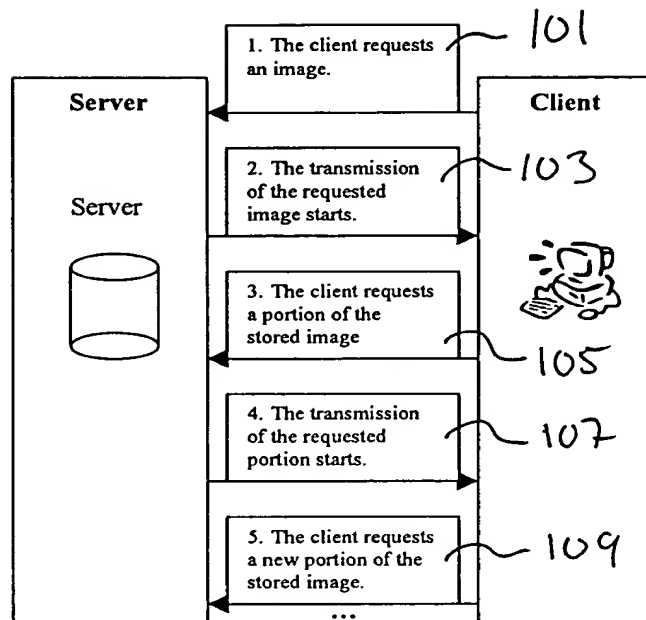 1. The client requests
an image.
101
Server
Client
2. The transmission
of the requested
image starts.
103
Server
3. The client requests
a portion of the
stored image
105
4. The transmission
of the requested
portion starts.
107
5. The client requests
a new portion of the
stored image.
109
...